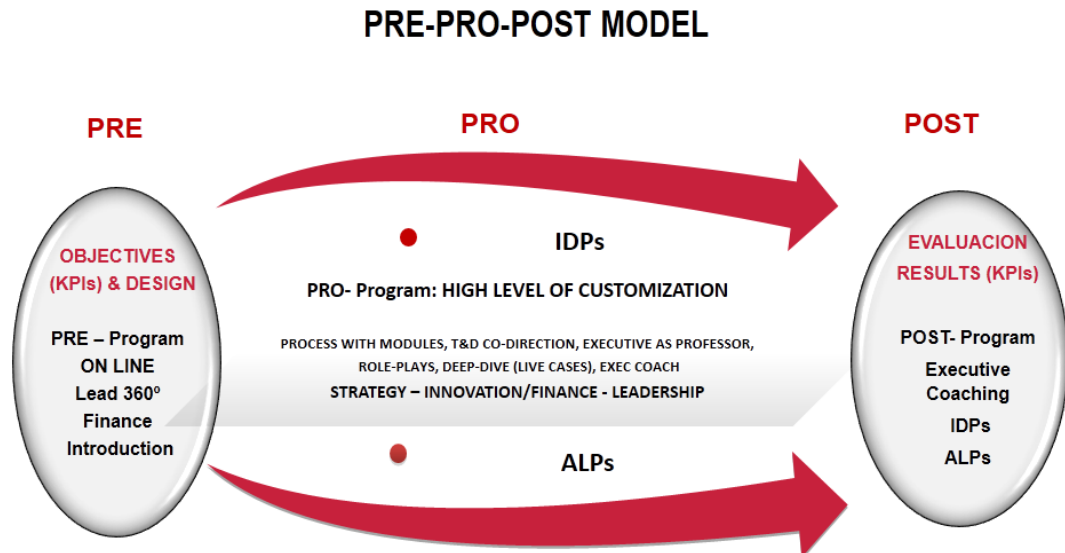 PRE-PRO-POST MODEL
PRE
PRO
POST
OBJECTIVES
(KPIs) & DESIGN
PRE – Program
ON LINE
Lead 360º
Finance
Introduction
IDPs
PRO- Program: HIGH LEVEL OF CUSTOMIZATION
PROCESS WITH MODULES, T&D CO-DIRECTION, EXECUTIVE AS PROFESSOR,
ROLE-PLAYS, DEEP-DIVE (LIVE CASES), EXEC COACH
STRATEGY – INNOVATION/FINANCE - LEADERSHIP
ALPs
EVALUACION
RESULTS (KPIs)
POST- Program
Executive
Coaching
IDPs
ALPs